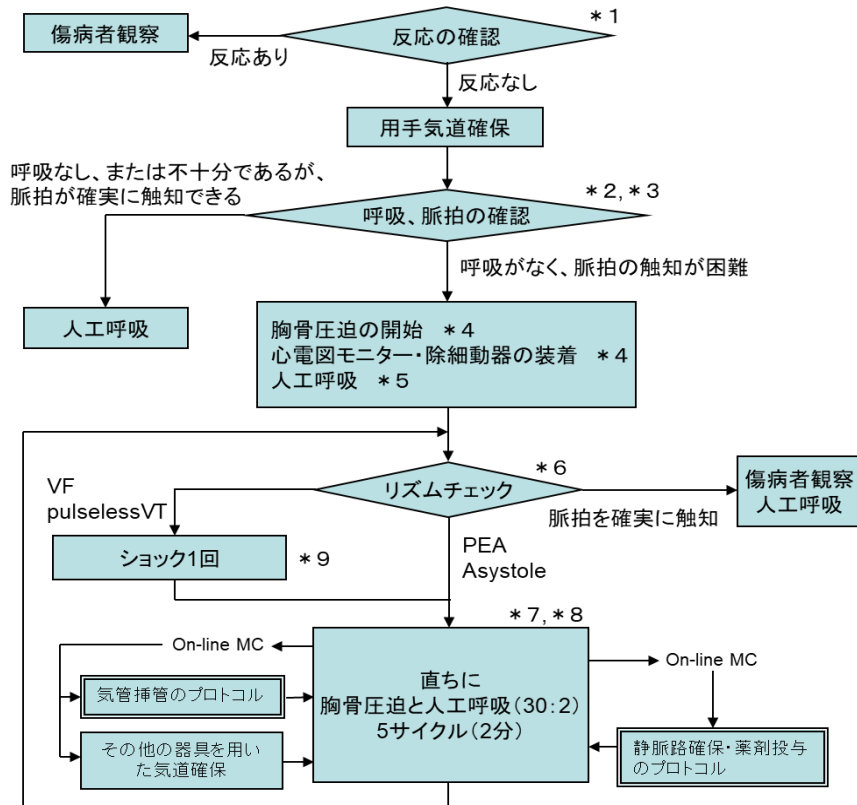 ＊1
傷病者観察
反応の確認
反応あり
反応なし
用手気道確保
呼吸なし、または不十分であるが、
脈拍が確実に触知できる
＊2,＊3
呼吸、脈拍の確認
呼吸がなく、脈拍の触知が困難
人工呼吸
胸骨圧迫の開始　＊4
心電図モニター・除細動器の装着　＊4
人工呼吸　＊5
＊6
リズムチェック
傷病者観察
人工呼吸
VF
pulselessVT
脈拍を確実に触知
ショック1回
＊9
PEA
Asystole
＊7,＊8
On-line MC
On-line MC
気管挿管のプロトコル
直ちに
胸骨圧迫と人工呼吸(30:2)
5サイクル(2分)
その他の器具を用い
た気道確保
静脈路確保・薬剤投与
のプロトコル